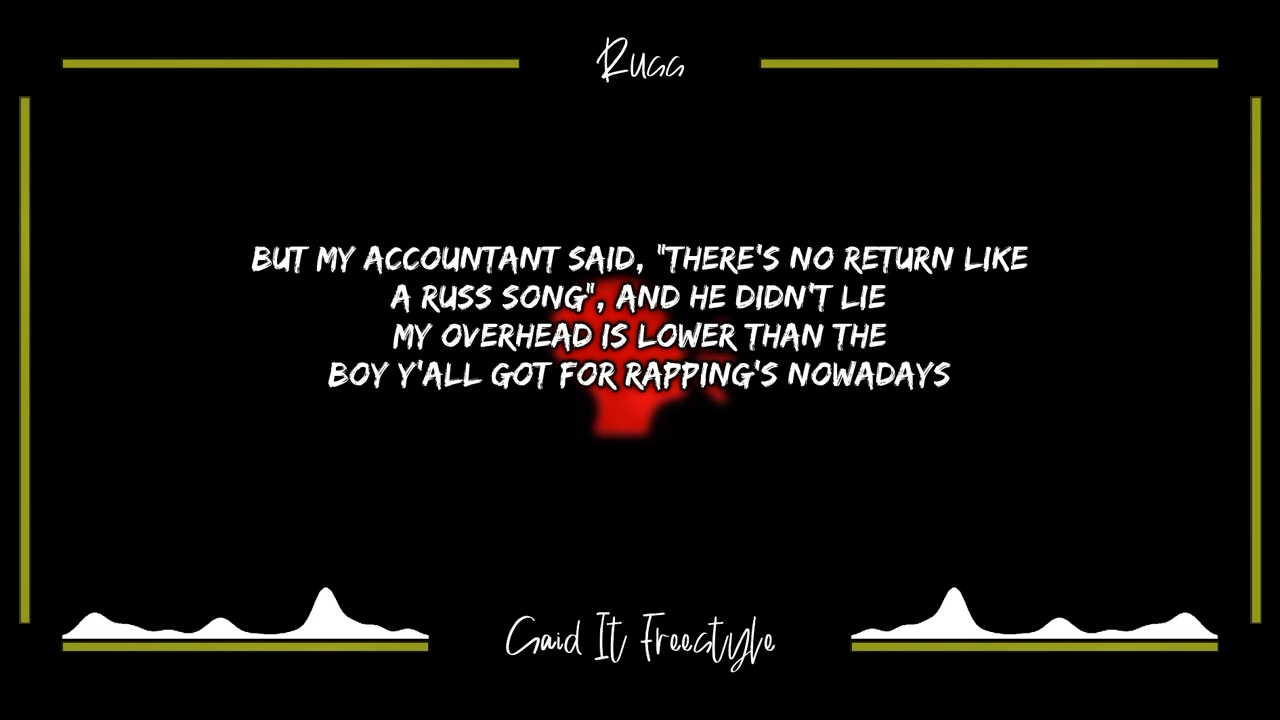 Russ
BUT MY ACCOUNTANT SAID, "THERE'S NO RETURN LIKE
A RUSS SONG", AND HE DIDN'T LIE
MY OVERHEAD IS LOWER THAN THE
BOY Y'ALL GOT FOR RAPPING'S NOWADAYS
Said It Freestyle